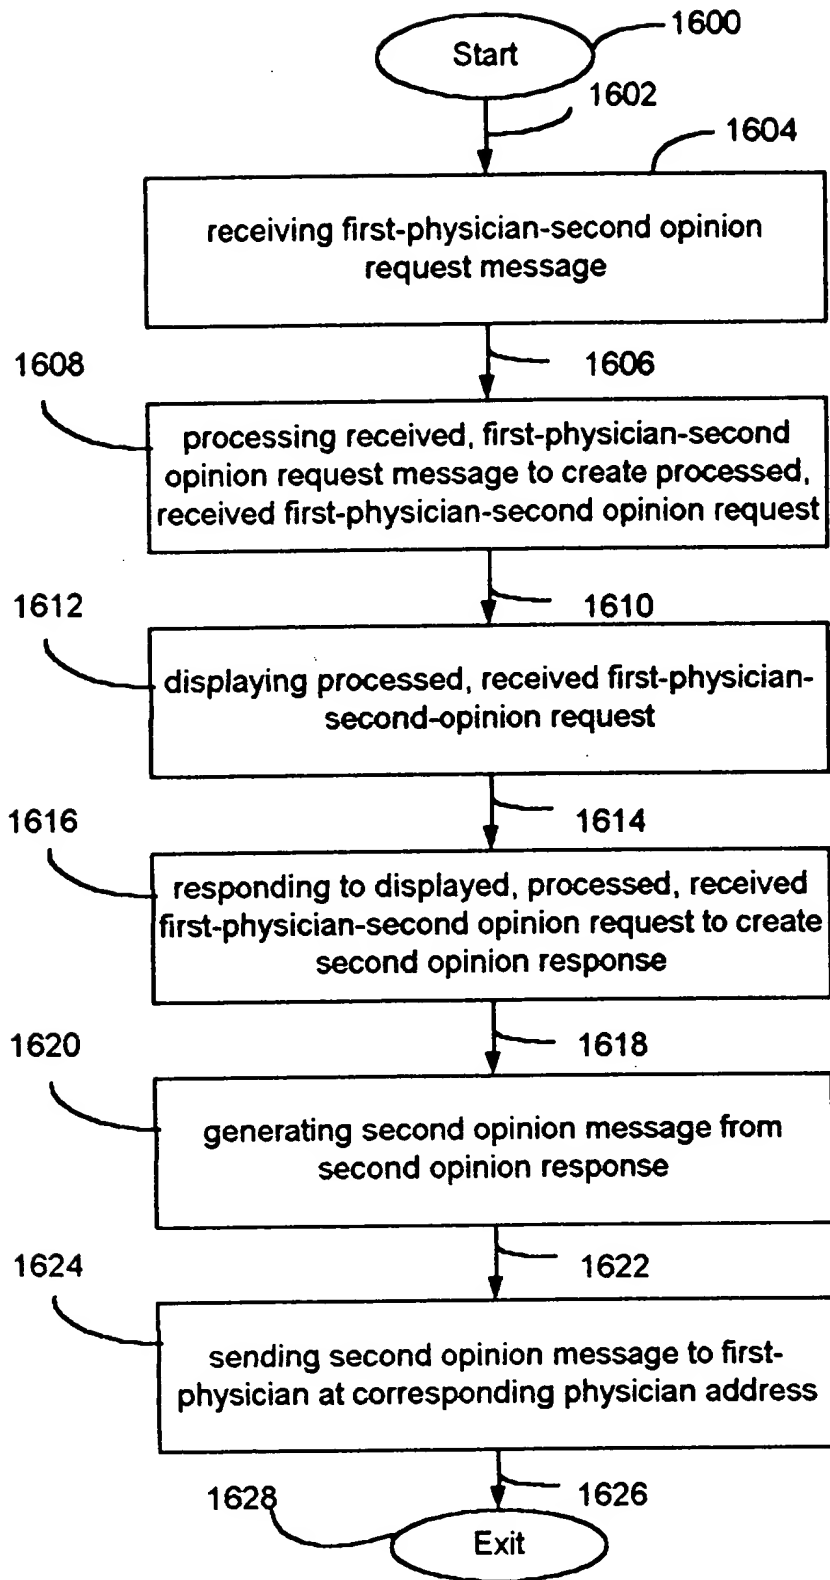 Start
1600
1602
1604
receiving first-physician-second opinion
request message
1606
1608
processing received, first-physician-second
opinion request message to create processed,
received first-physician-second opinion request
1610
1612
displaying processed, received first-physician-
second-opinion request
1614
1616
responding to displayed, processed, received
first-physician-second opinion request to create
second opinion response
1618
1620
generating second opinion message from
second opinion response
1622
1624
sending second opinion message to first-
physician at corresponding physician address
1626
1628
Exit